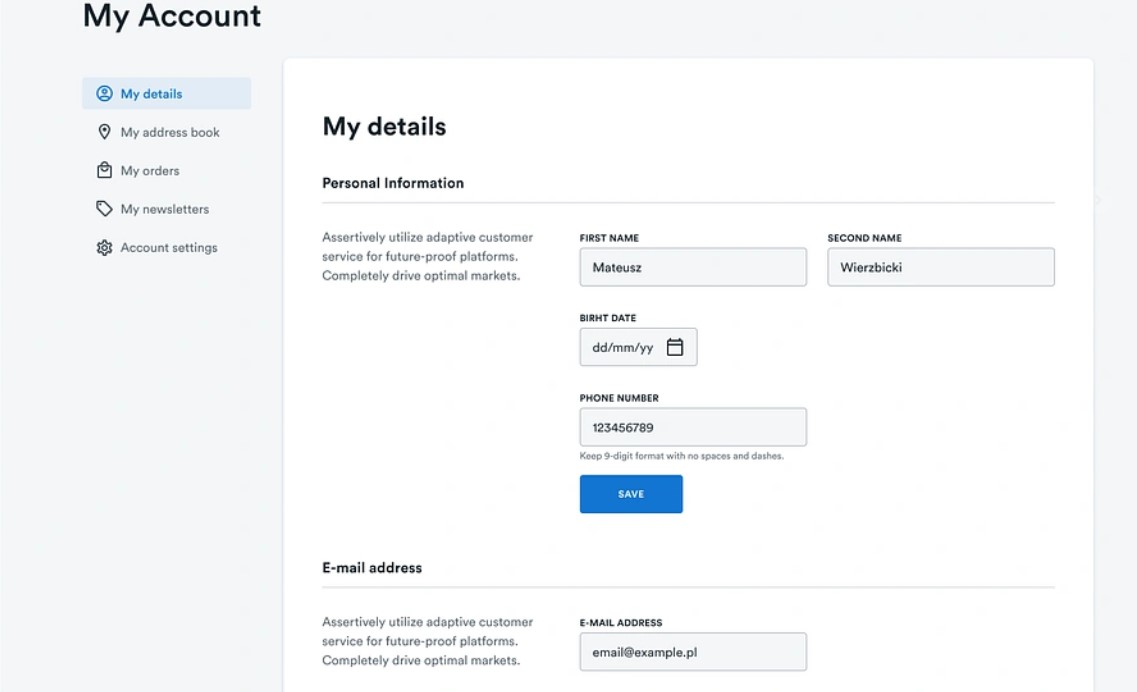 My Account
My details
My address book
My orders
My newsletters
Account settings
My details
Personal Information
Assertively utilize adaptive customer
service for future-proof platforms.
Completely drive optimal markets.
FIRST NAME
SECOND NAME
Mateusz
Wierzbicki
BIRHT DATE
dd/mm/yy
PHONE NUMBER
123456789
Keep 9-digit format with no spaces and dashes.
SAVE
E-mail address
Assertively utilize adaptive customer
service for future-proof platforms.
Completely drive optimal markets.
E-MAIL ADDRESS
email@example.pl